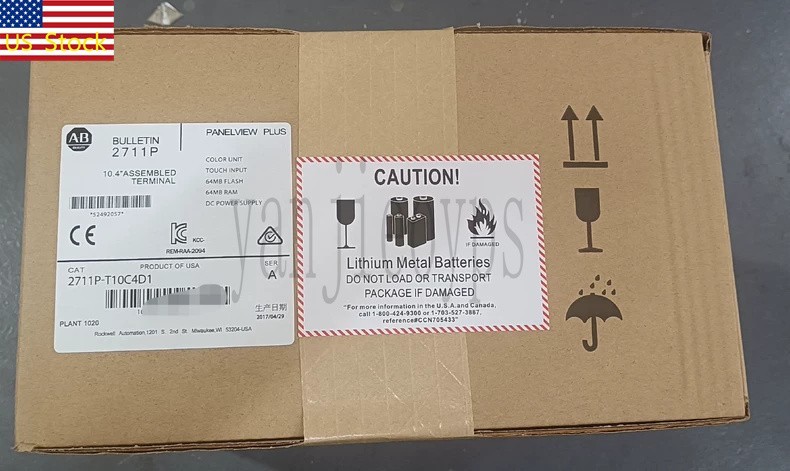 US Stock
AB
QUALITY
BULLETIN
2711P
PANELVIEW PLUS
10.4"ASSEMBLED
TERMINAL
COLOR UNIT
TOUCH INPUT
64MB FLASH
64MB RAM
DC POWER SUPPLY
*52492057*
CE
KCC-
REM-RAA-2094
PRODUCT OF USA
CAT
2711P-T10C4D1
SER
A
生产日期
2017/04/29
PLANT 1020
Rockwell Automation,1201 S. 2nd St. Milwaukee,WI 53204-USA
CAUTION!
IF DAMAGED
Lithium Metal Batteries
DO NOT LOAD OR TRANSPORT
PACKAGE IF DAMAGED
"For more information in the U.S.A.and Canada,
call 1-800-424-9300 or 1-703-527-3887,
reference#CCN705433"
yanjicoyps